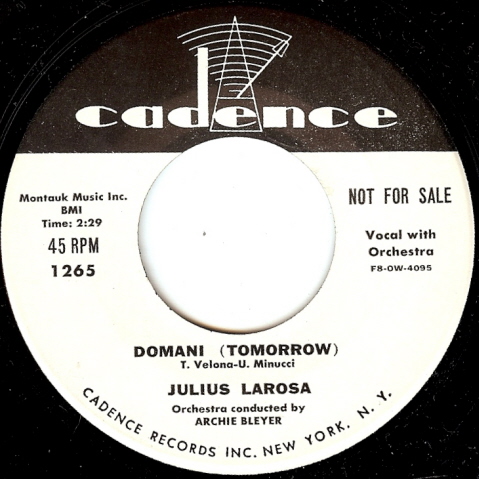 cadence
Montauk Music Inc.
BMI
Time: 2:29
45 RPM
1265
NOT FOR SALE
Vocal with
Orchestra
F8-OW-4095
DOMANI (TOMORROW)
T. Velona-U. Minucci
JULIUS LAROSA
Orchestra conducted by
ARCHIE BLEYER
CADENCE RECORDS INC. NEW YORK, N. Y.